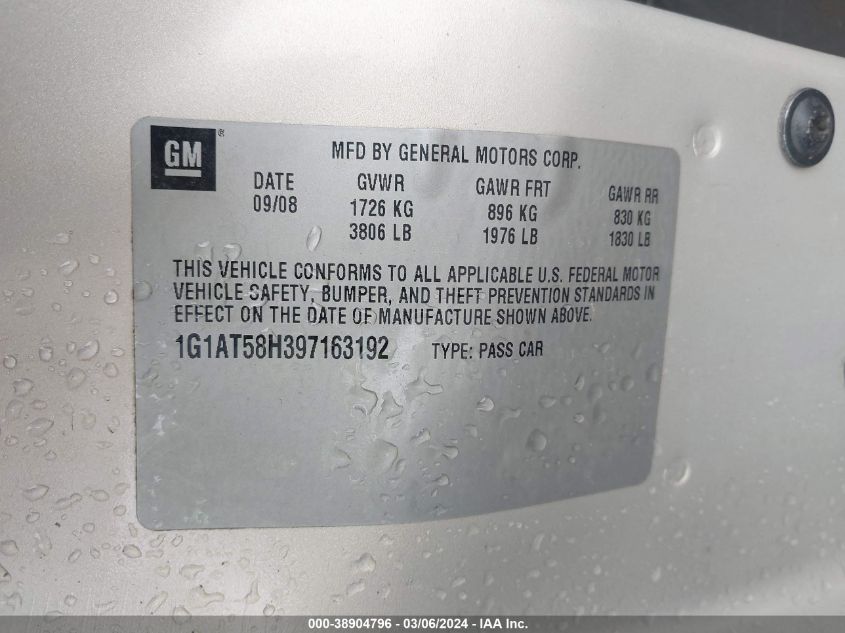 GM®
MFD BY GENERAL MOTORS CORP.
DATE GVWR GAWR FRT GAWR RR
09/08 1726 KG 896 KG 830 KG
3806 LB 1976 LB 1830 LB
THIS VEHICLE CONFORMS TO ALL APPLICABLE U.S. FEDERAL MOTOR
VEHICLE SAFETY, BUMPER, AND THEFT PREVENTION STANDARDS IN
EFFECT ON THE DATE OF MANUFACTURE SHOWN ABOVE.
1G1AT58H397163192 TYPE: PASS CAR
000-38904796 - 03/06/2024 - IAA Inc.